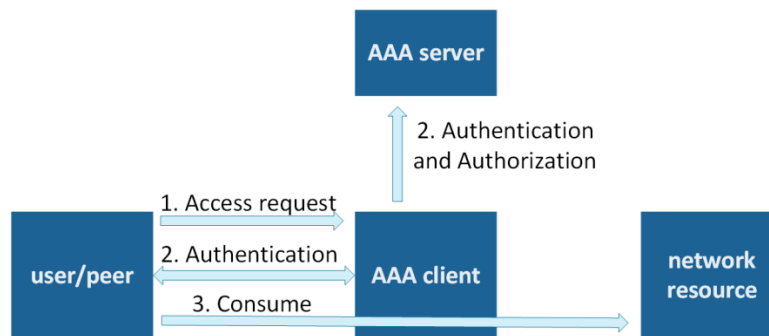 AAA server
2. Authentication
and Authorization
1. Access request
2. Authentication
user/peer
AAA client
network
resource
3. Consume